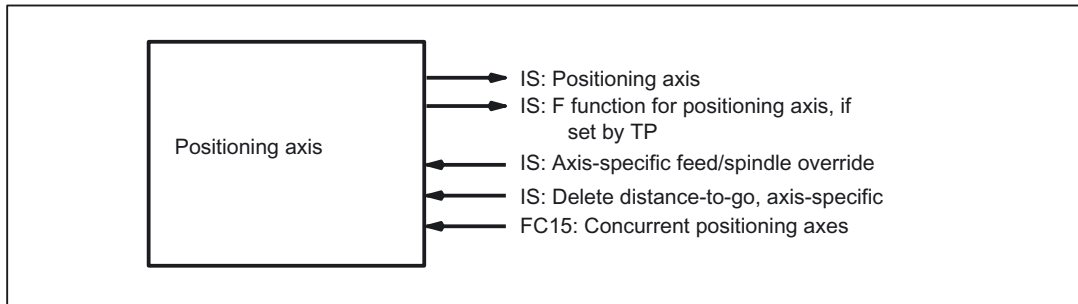 Positioning axis
IS: Positioning axis
IS: F function for positioning axis, if
set by TP
IS: Axis-specific feed/spindle override
IS: Delete distance-to-go, axis-specific
FC15: Concurrent positioning axes